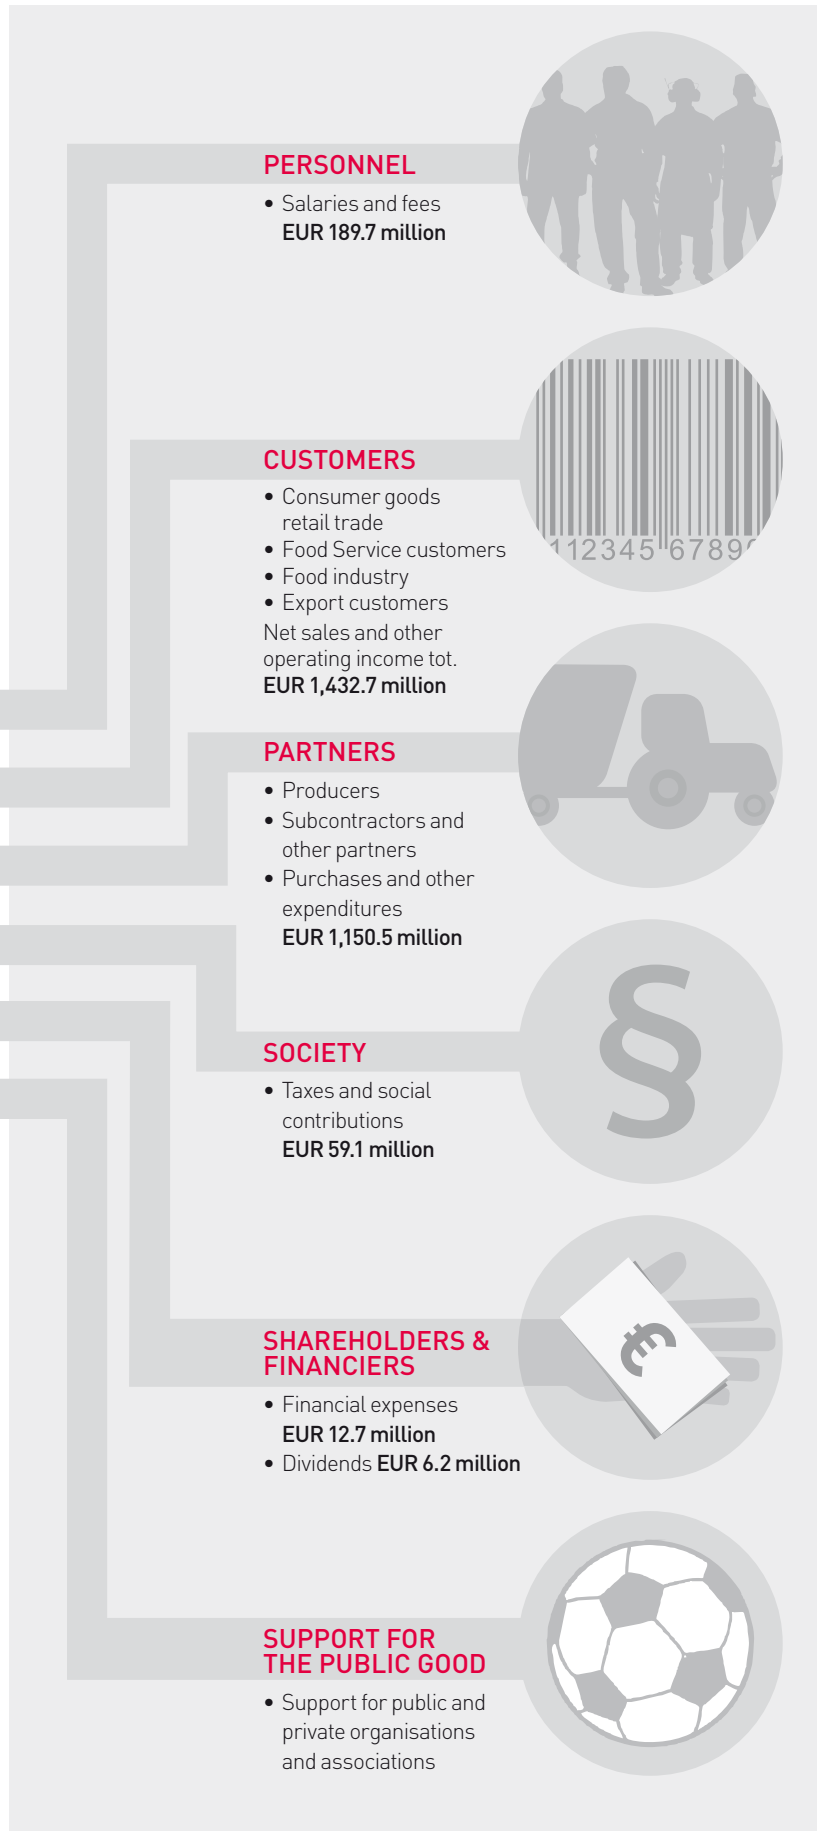 PERSONNEL
• Salaries and fees
EUR 189.7 million
CUSTOMERS
• Consumer goods
retail trade
• Food Service customers
• Food industry
• Export customers
Net sales and other
operating income tot.
EUR 1,432.7 million
112345 67890
PARTNERS
• Producers
• Subcontractors and
other partners
• Purchases and other
expenditures
EUR 1,150.5 million
SOCIETY
• Taxes and social
contributions
EUR 59.1 million
§
SHAREHOLDERS &
FINANCIERS
• Financial expenses
EUR 12.7 million
• Dividends EUR 6.2 million
€
SUPPORT FOR
THE PUBLIC GOOD
• Support for public and
private organisations
and associations